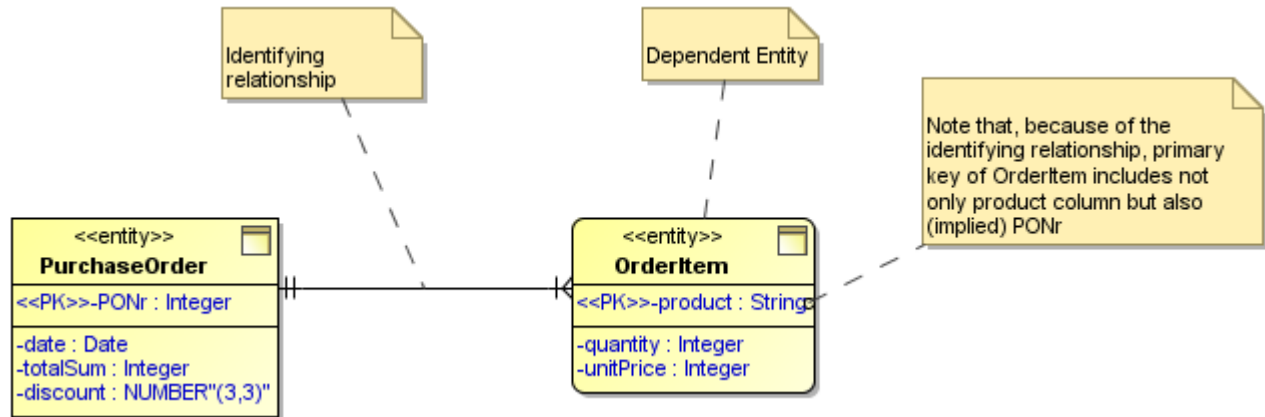 Identifying
relationship
Dependent Entity
Note that, because of the
identifying relationship, primary
key of OrderItem includes not
only product column but also
(implied) PONr
<<entity>>
PurchaseOrder
<<PK>>-PONr : Integer
-date : Date
-totalSum : Integer
-discount : NUMBER"(3,3)"
<<entity>>
OrderItem
<<PK>>-product : String
-quantity : Integer
-unitPrice : Integer